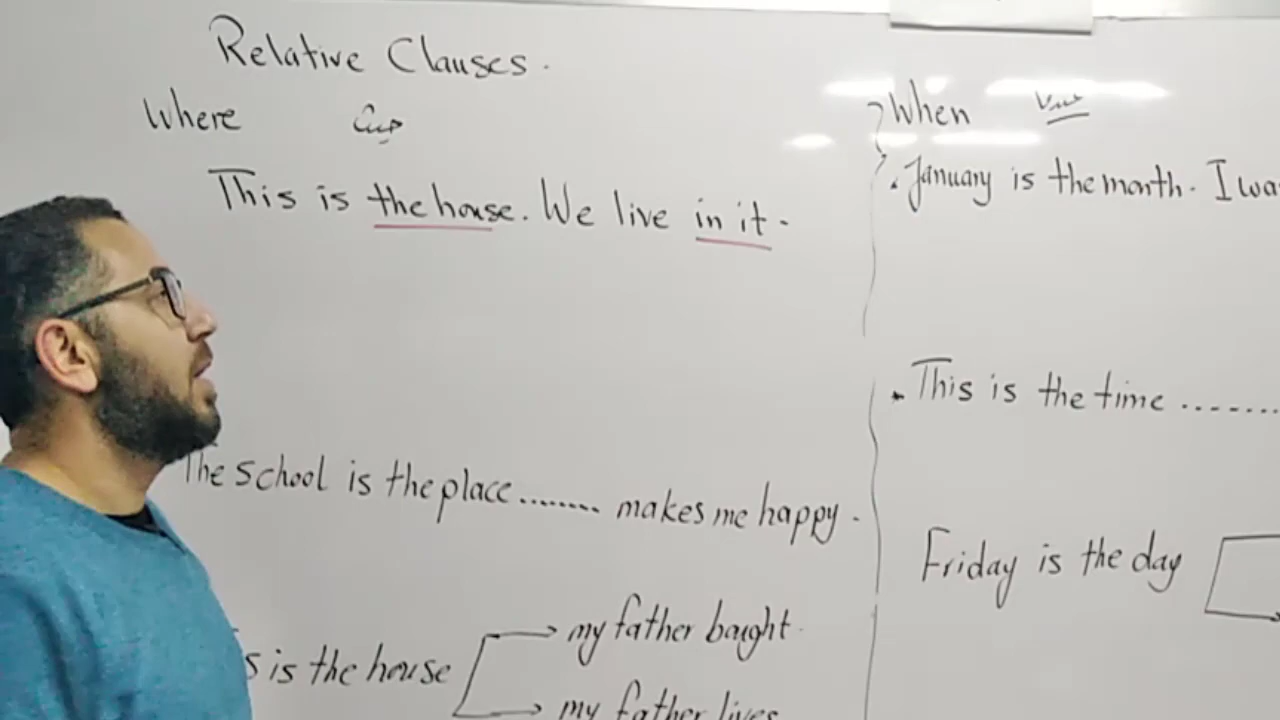 Relative Clauses.
Where حيث
This is the house. We live in it.
The school is the place ........ makes me happy.
s is the house
my father baught
my father lives
When
January is the month. I was
This is the time .......
Friday is the day